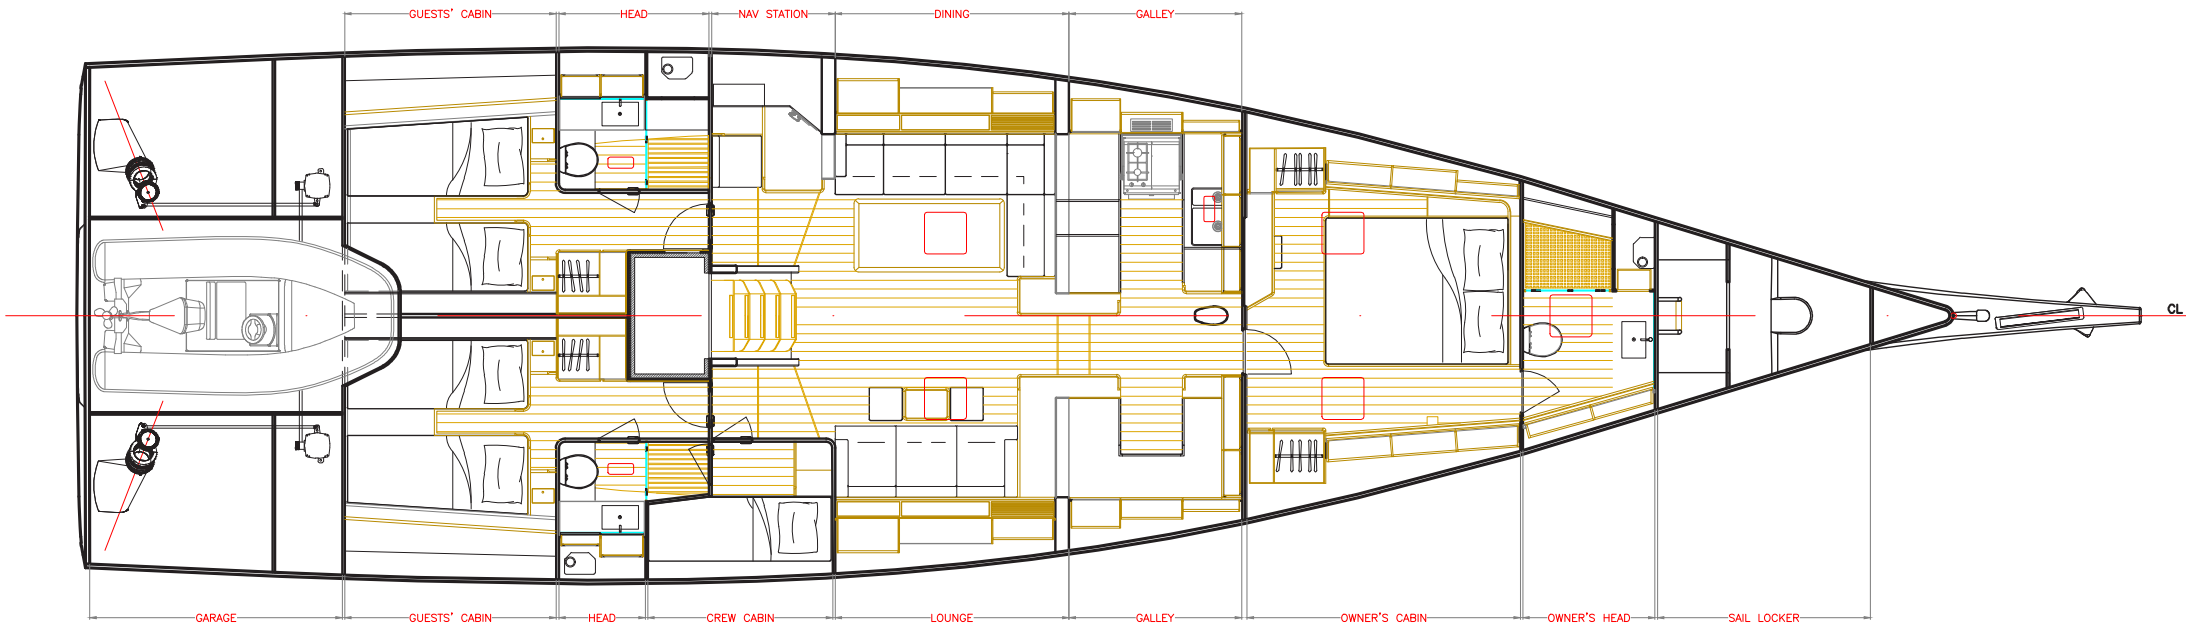 GUESTS' CABIN
HEAD
NAV STATION
DINING
GALLEY
CL
GARAGE
GUESTS' CABIN
HEAD
CREW CABIN
LOUNGE
GALLEY
OWNER'S CABIN
OWNER'S HEAD
SAIL LOCKER